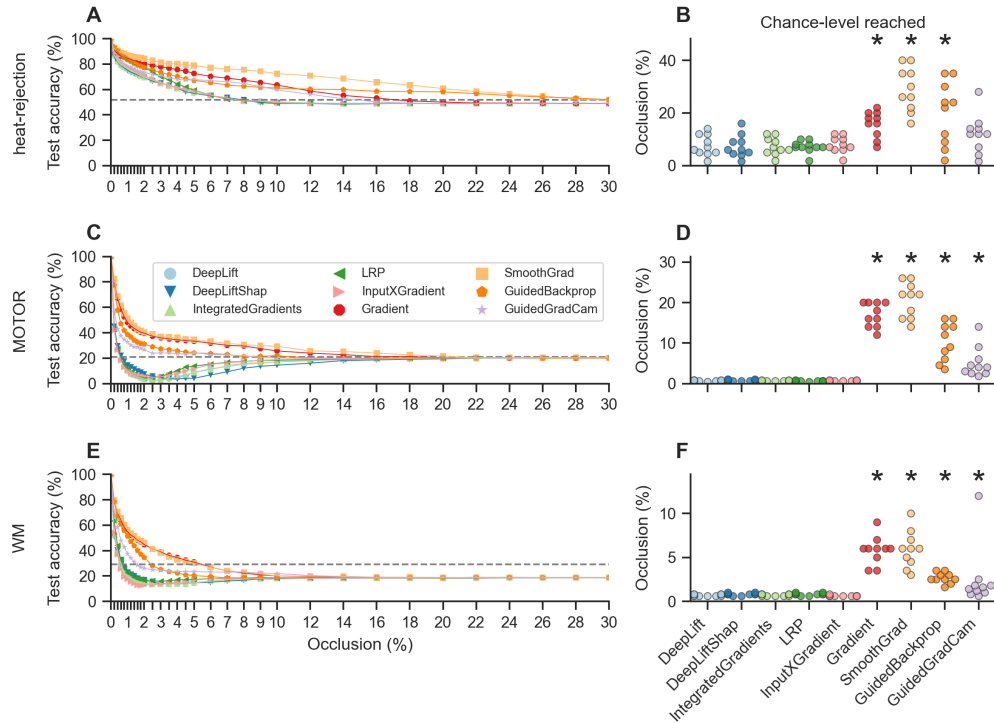 A
heat-rejection
Test accuracy (%)
100
80
60
40
20
0
0 1 2 3 4 5 6 7 8 9 10 12 14 16 18 20 22 24 26 28 30
B
Chance-level reached
Occlusion (%)
40
20
0
* * *
C
MOTOR
Test accuracy (%)
100
80
60
40
20
0
DeepLift
DeepLiftShap
IntegratedGradients
LRP
InputXGradient
Gradient
SmoothGrad
GuidedBackprop
GuidedGradCam
0 1 2 3 4 5 6 7 8 9 10 12 14 16 18 20 22 24 26 28 30
D
Occlusion (%)
30
20
10
0
* * * *
E
WM
Test accuracy (%)
100
80
60
40
20
0
0 1 2 3 4 5 6 7 8 9 10 12 14 16 18 20 22 24 26 28 30
Occlusion (%)
F
Occlusion (%)
10
5
0
* * * *
DeepLift
DeepLiftShap
IntegratedGradients
LRP
InputXGradient
Gradient
SmoothGrad
GuidedBackprop
GuidedGradCam